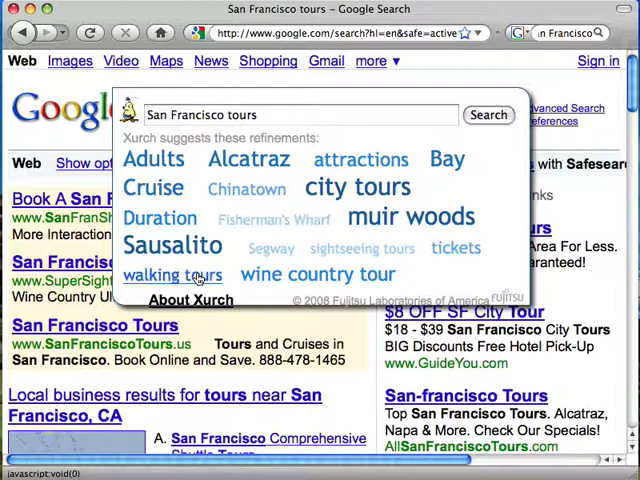 San Francisco tours - Google Search
http://www.google.com/search?hl=en&safe=active
n Francisco
Web Images Video Maps News Shopping Gmail more ▼ Sign in
Google
San Francisco tours
Search
Advanced Search
Xurch suggests these refinements:
Web Show opt
with Safesear
Adults Alcatraz attractions Bay
Cruise Chinatown city tours
Duration Fisherman's Wharf muir woods
Sausalito Segway sightseeing tours tickets
walking tours wine country tour
About Xurch © 2008 Fujitsu Laboratories of America FUJITSU
Book A San F
www.SanFranSh
More Interaction
San Francis
www.SuperSig
Wine Country Ul
San Francisco Tours
www.SanFranciscoTours.us Tours and Cruises in
San Francisco. Book Online and Save. 888-478-1465
Local business results for tours near San
Francisco, CA
A. San Francisco Comprehensive
Shuttle Tours
nks
urs
Area For Less.
aranteed!
$8 OFF SF City Tour
$18 - $39 San Francisco City Tour
BIG Discounts Free Hotel Pick-Up
www.GuideYou.com
San-francisco Tours
Top San Francisco Tours. Alcatraz,
Napa & More. Check Our Specials!
AllSanFranciscoTours.com
javascript:void(0)